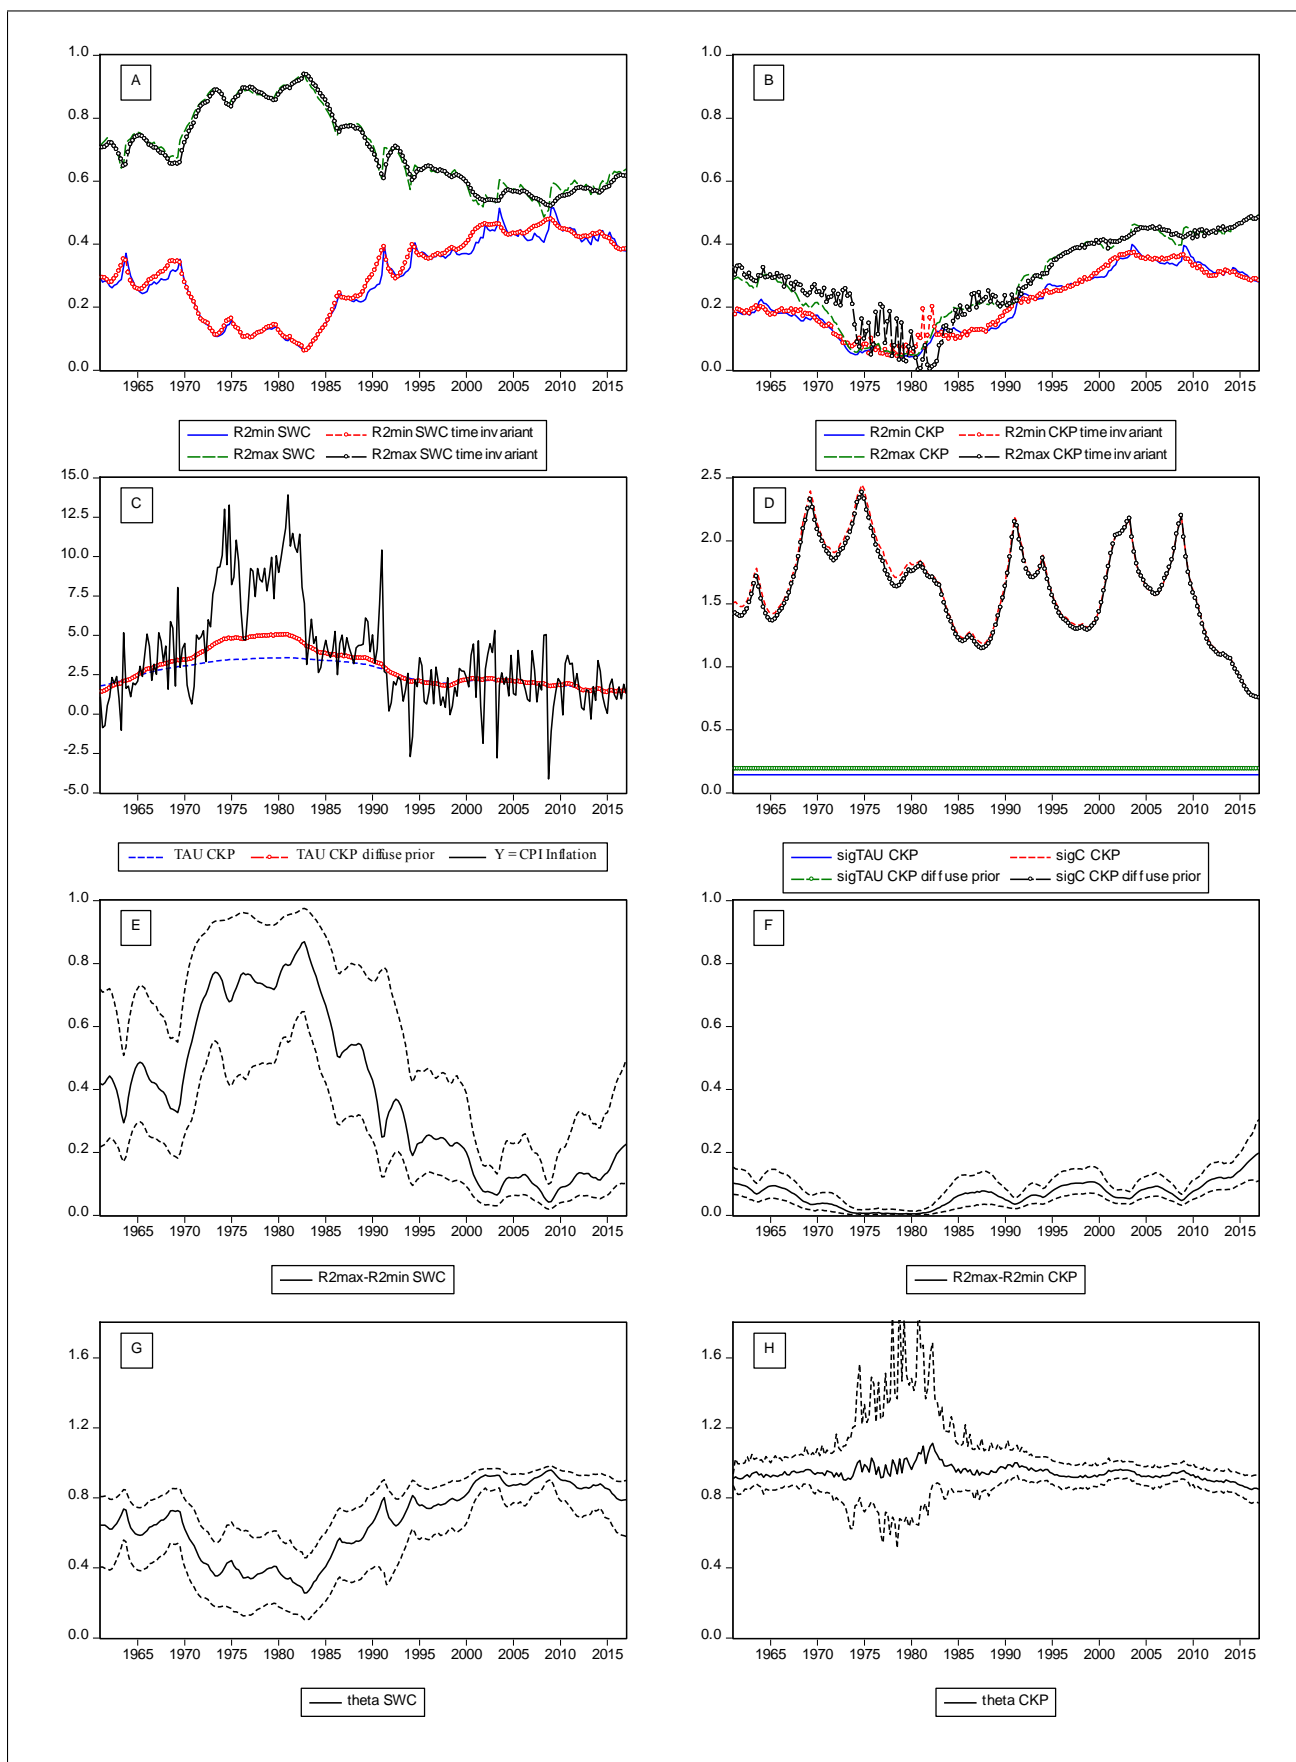 A
1.0
0.8
0.6
0.4
0.2
0.0
1965 1970 1975 1980 1985 1990 1995 2000 2005 2010 2015
R2min SWC R2min SWC time invariant
R2max SWC R2max SWC time invariant
B
1.0
0.8
0.6
0.4
0.2
0.0
1965 1970 1975 1980 1985 1990 1995 2000 2005 2010 2015
R2min CKP R2min CKP time invariant
R2max CKP R2max CKP time invariant
C
15.0
12.5
10.0
7.5
5.0
2.5
0.0
-2.5
-5.0
1965 1970 1975 1980 1985 1990 1995 2000 2005 2010 2015
TAU CKP TAU CKP diffuse prior Y = CPI Inflation
D
2.5
2.0
1.5
1.0
0.5
0.0
1965 1970 1975 1980 1985 1990 1995 2000 2005 2010 2015
sigTAU CKP sigC CKP
sigTAU CKP diffuse prior sigC CKP diffuse prior
E
1.0
0.8
0.6
0.4
0.2
0.0
1965 1970 1975 1980 1985 1990 1995 2000 2005 2010 2015
R2max-R2min SWC
F
1.0
0.8
0.6
0.4
0.2
0.0
1965 1970 1975 1980 1985 1990 1995 2000 2005 2010 2015
R2max-R2min CKP
G
1.6
1.2
0.8
0.4
0.0
1965 1970 1975 1980 1985 1990 1995 2000 2005 2010 2015
theta SWC
H
1.6
1.2
0.8
0.4
0.0
1965 1970 1975 1980 1985 1990 1995 2000 2005 2010 2015
theta CKP